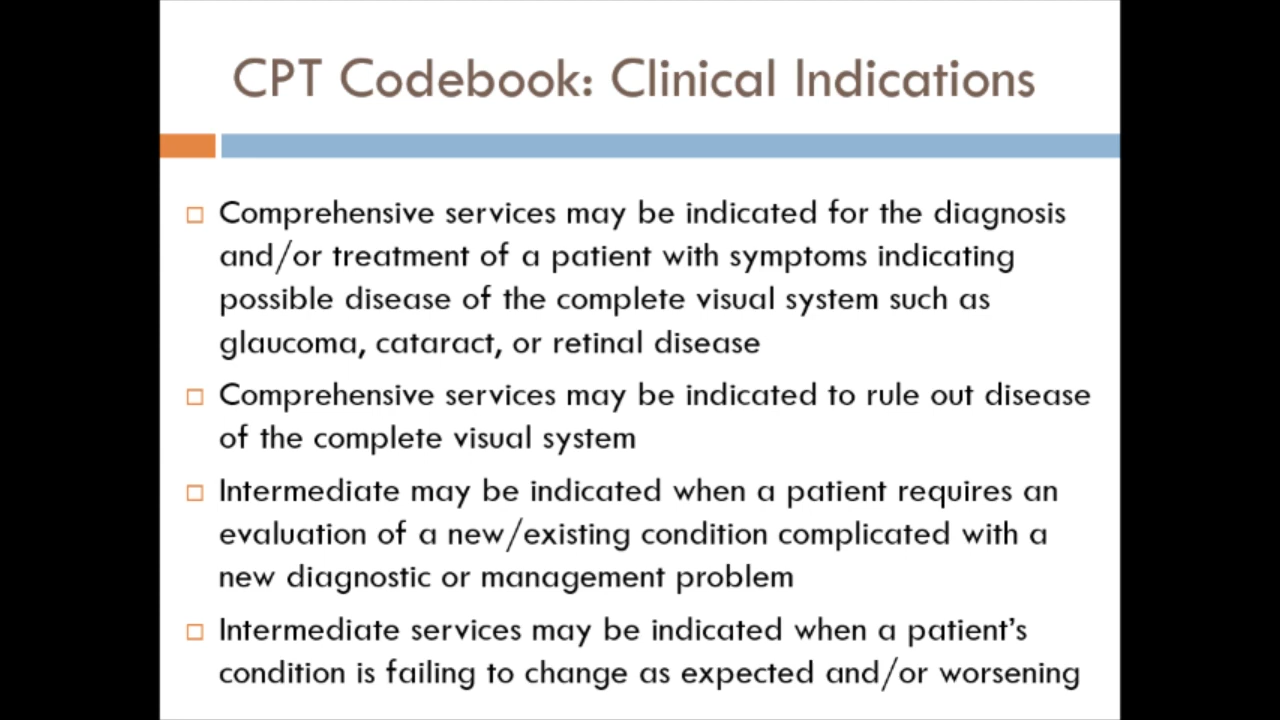 CPT Codebook: Clinical Indications
Comprehensive services may be indicated for the diagnosis
and/or treatment of a patient with symptoms indicating
possible disease of the complete visual system such as
glaucoma, cataract, or retinal disease
Comprehensive services may be indicated to rule out disease
of the complete visual system
Intermediate may be indicated when a patient requires an
evaluation of a new/existing condition complicated with a
new diagnostic or management problem
Intermediate services may be indicated when a patient’s
condition is failing to change as expected and/or worsening